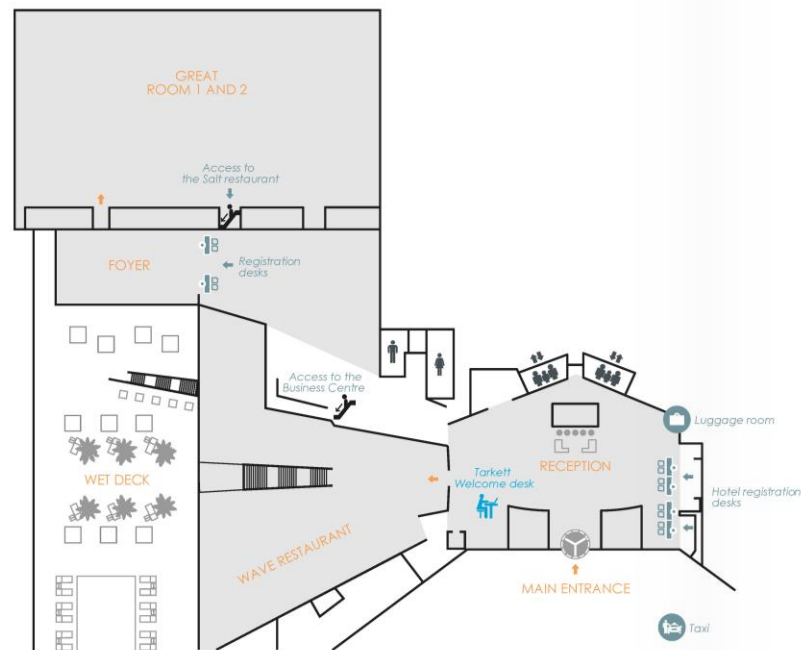 GREAT
ROOM 1 AND 2
Access to
the Salt restaurant
FOYER
Registration
desks
Access to the
Business Centre
Luggage room
WET DECK
Tarkett
Welcome desk
RECEPTION
Hotel registration
desks
WAVE RESTAURANT
MAIN ENTRANCE
Taxi